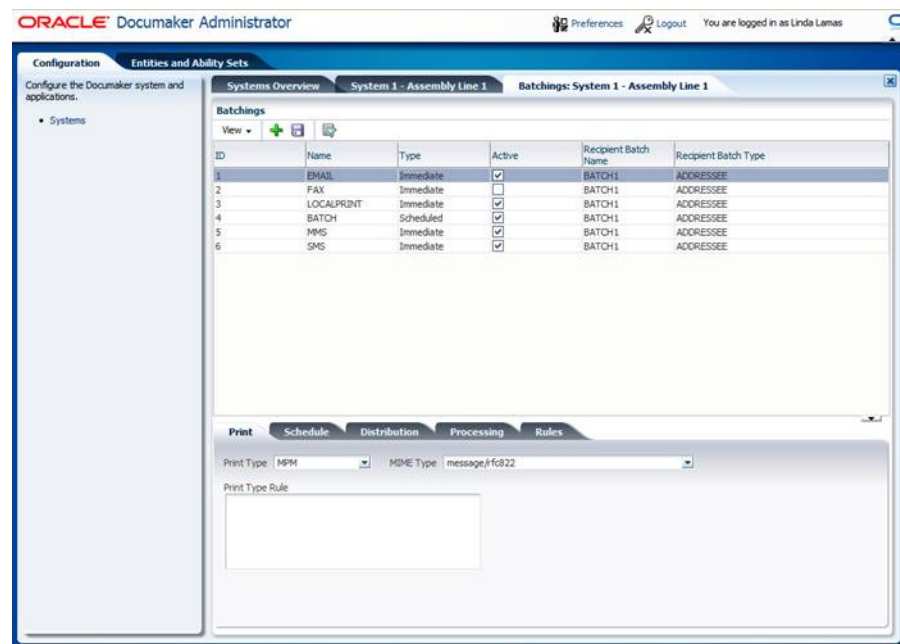 ORACLE Documaker Administrator
Preferences Logout You are logged in as Linda Lamas
Configuration Entities and Ability Sets
Configure the Documaker system and
applications.
Systems
Systems Overview System 1 - Assembly Line 1 Batchings: System 1 - Assembly Line 1
Batchings
View
ID Name Type Active Recipient Batch Name Recipient Batch Type
1 EMAIL Immediate BATCH1 ADDRESSEE
2 FAX Immediate BATCH1 ADDRESSEE
3 LOCALPRINT Immediate BATCH1 ADDRESSEE
4 BATCH Scheduled BATCH1 ADDRESSEE
5 MMS Immediate BATCH1 ADDRESSEE
6 SMS Immediate BATCH1 ADDRESSEE
Print Schedule Distribution Processing Rules
Print Type MPM MIME Type message/rfc822
Print Type Rule